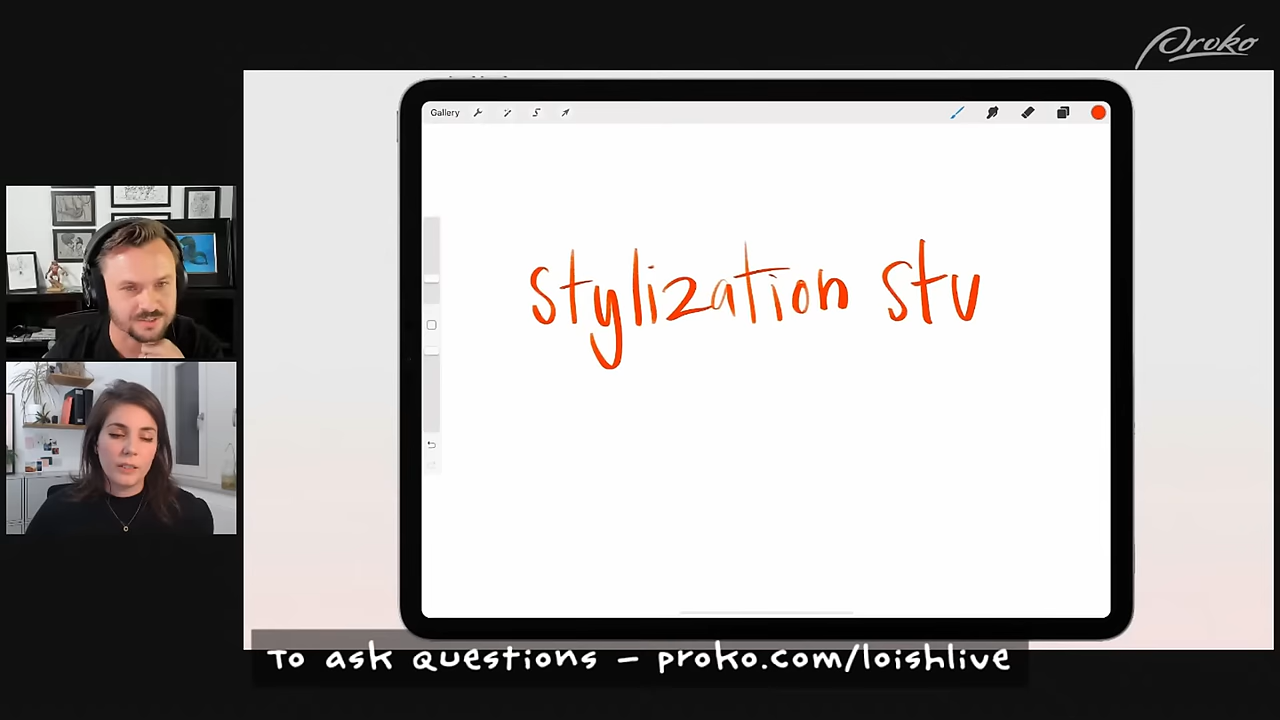 Proko
Gallery
stylization stu
To ask questions – proko.com/loishlive